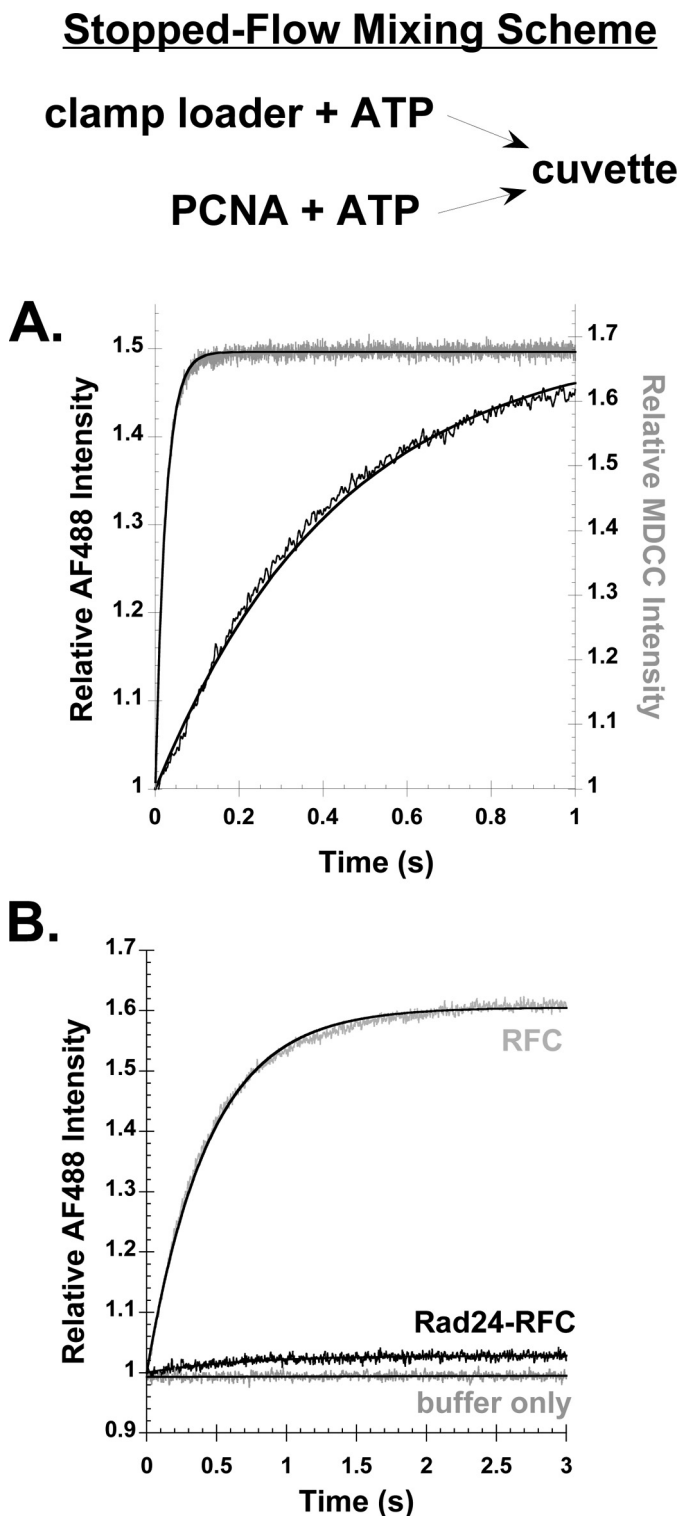 Stopped-Flow Mixing Scheme
clamp loader + ATP
cuvette
PCNA + ATP
A.
Relative AF488 Intensity
1.5
1.4
1.3
1.2
1.1
1
1.7
1.6
1.5
1.4
1.3
1.2
1.1
1
Relative MDCC Intensity
0 0.2 0.4 0.6 0.8 1
Time (s)
B.
Relative AF488 Intensity
1.7
1.6
1.5
1.4
1.3
1.2
1.1
1
0.9
RFC
Rad24-RFC
buffer only
0 0.5 1 1.5 2 2.5 3
Time (s)